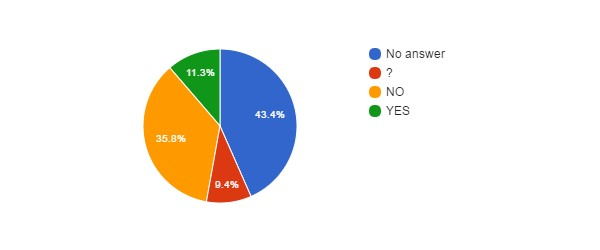 No answer
?
NO
YES
11.3%
43.4%
35.8%
9.4%